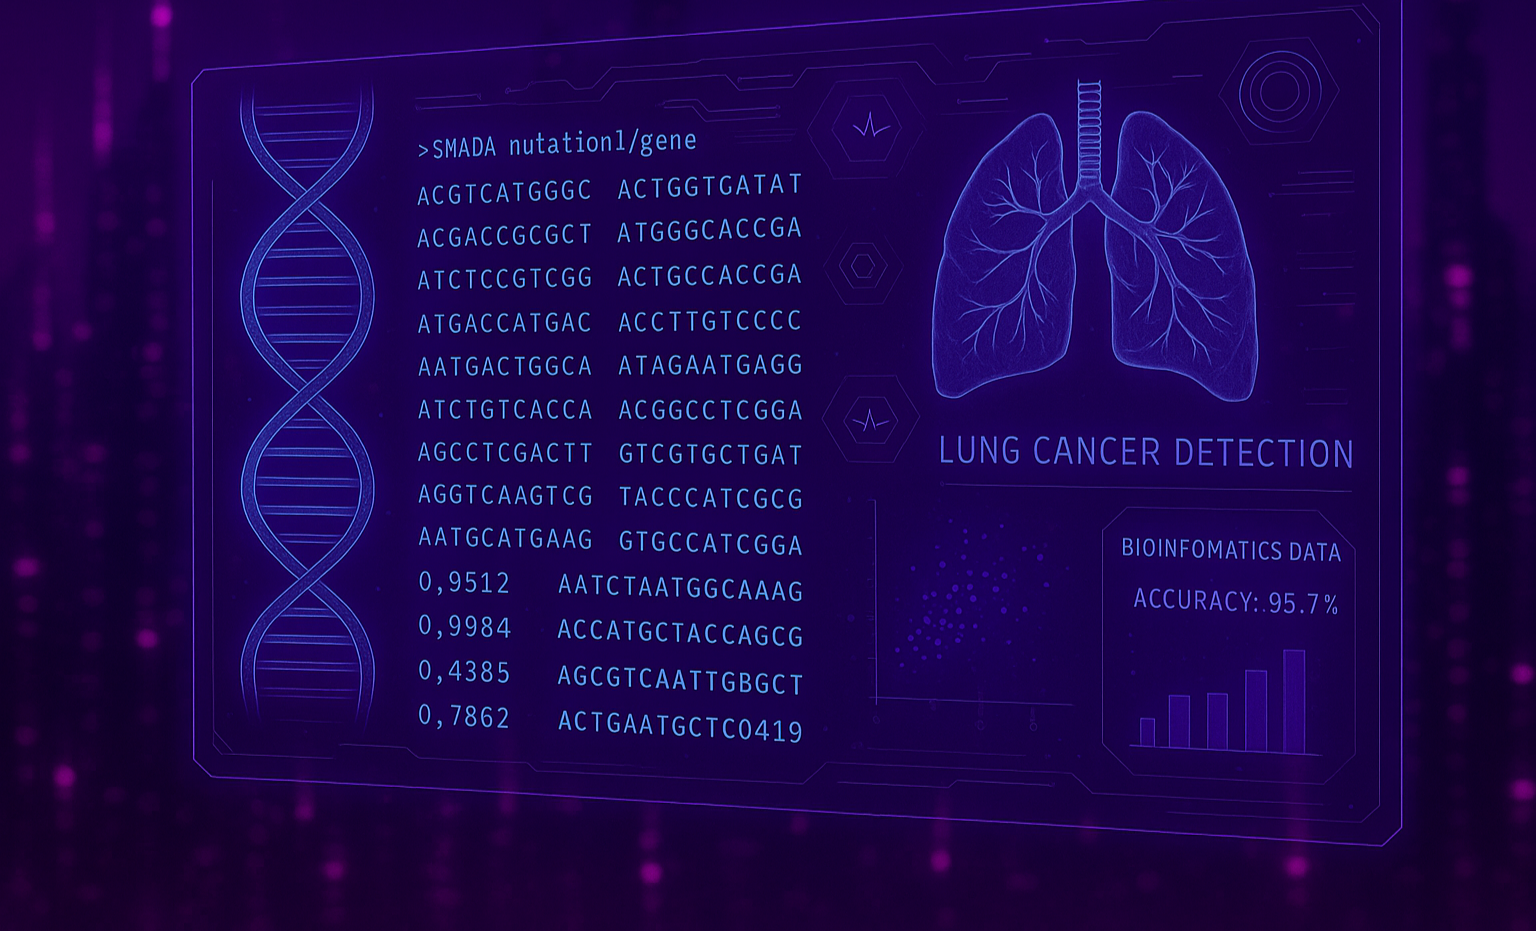 >SMADA nutation1/gene
ACGTCATGGGC ACTGGTGATAT
ACGACCGCGCT ATGGGCACCGA
ATCTCCGTCGG ACTGCCACCGA
ATGACCATGAC ACCTTGTCCCC
AATGACTGGCA ATAGAATGAGG
ATCTGTCACCA ACGGCCTCGGA
AGCCTCGACTT GTCGTGCTGAT
AGGTCAAGTCG TACCCATCGCG
AATGCATGAAG GTGCCATCGGA
0,9512 AATCTAATGGCAAAG
0,9984 ACCATGCTACCAGCG
0,4385 AGCGTCAATTGBGCT
0,7862 ACTGAATGCTC0419
LUNG CANCER DETECTION
BIOINFOMATICS DATA
ACCURACY: 95.7%